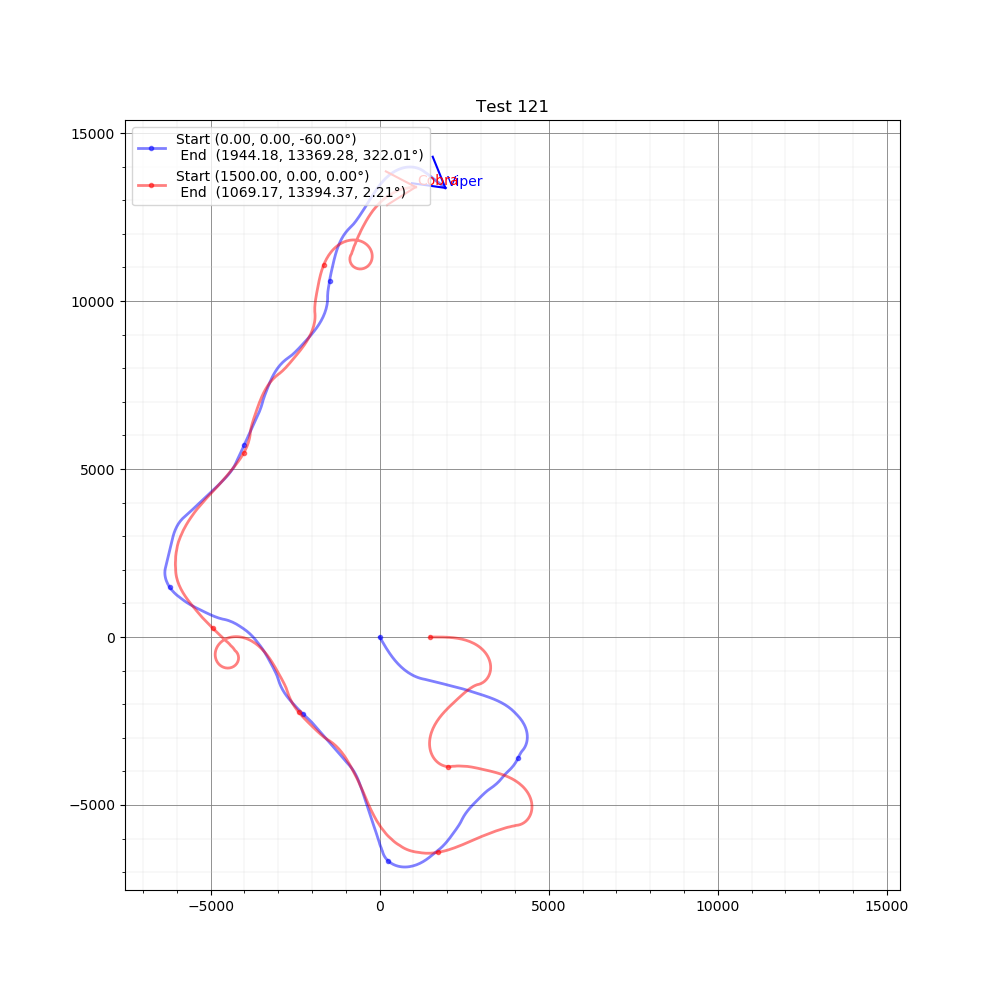 Test 121
Start (0.00, 0.00, -60.00°)
End (1944.18, 13369.28, 322.01°)
Start (1500.00, 0.00, 0.00°)
End (1069.17, 13394.37, 2.21°)
Cobra Viper
15000
10000
5000
0
−5000
−5000 0 5000 10000 15000